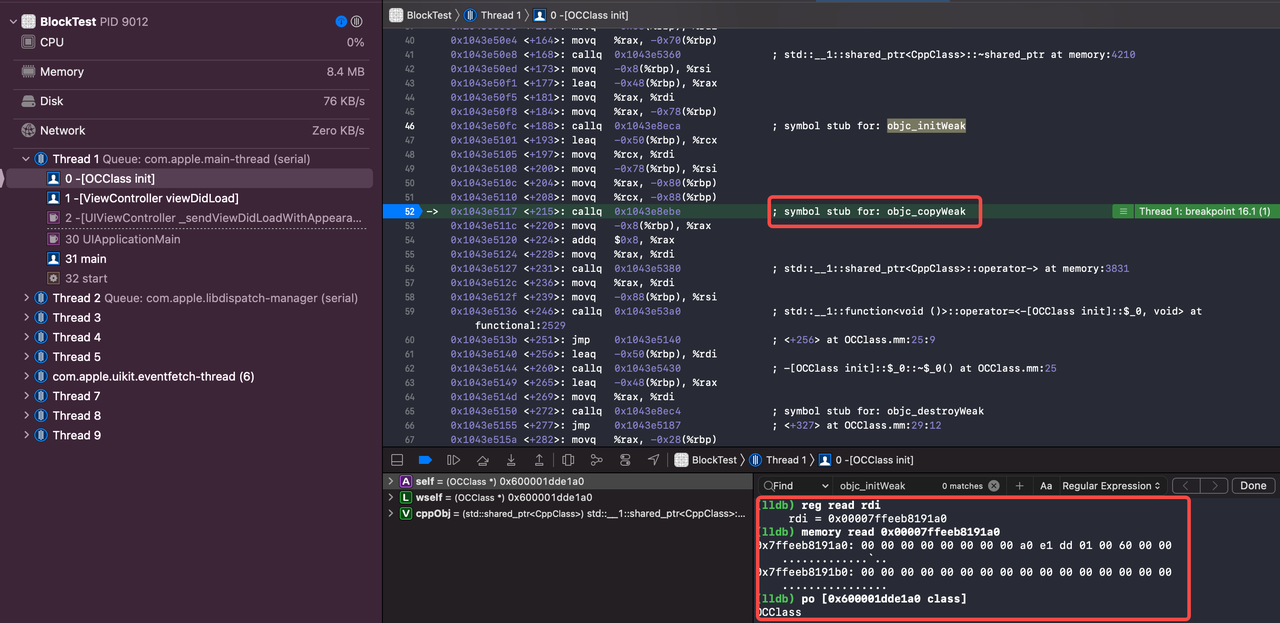 BlockTest PID 9012
CPU 0%
Memory 8.4 MB
Disk 76 KB/s
Network Zero KB/s
Thread 1 Queue: com.apple.main-thread (serial)
0 -[OCClass init]
1 -[ViewController viewDidLoad]
2 -[UIViewController _sendViewDidLoadWithAppeara...
30 UIApplicationMain
31 main
32 start
Thread 2 Queue: com.apple.libdispatch-manager (serial)
Thread 3
Thread 4
Thread 5
com.apple.uikit.eventfetch-thread (6)
Thread 7
Thread 8
Thread 9
BlockTest 〉 Thread 1 〉 0 -[OCClass init]
40 0x1043e50e4 <+164>: movq %rax, -0x70(%rbp)
41 0x1043e50e8 <+168>: callq 0x1043e5360 ; std::__1::shared_ptr<CppClass>::~shared_ptr at memory:4210
42 0x1043e50ed <+173>: movq -0x8(%rbp), %rsi
43 0x1043e50f1 <+177>: leaq -0x48(%rbp), %rax
44 0x1043e50f5 <+181>: movq %rax, %rdi
45 0x1043e50f8 <+184>: movq %rax, -0x78(%rbp)
46 0x1043e50fc <+188>: callq 0x1043e8eca ; symbol stub for: objc_initWeak
47 0x1043e5101 <+193>: leaq -0x50(%rbp), %rcx
48 0x1043e5105 <+197>: movq %rcx, %rdi
49 0x1043e5108 <+200>: movq -0x78(%rbp), %rsi
50 0x1043e510c <+204>: movq %rax, -0x80(%rbp)
51 0x1043e5110 <+208>: movq %rcx, -0x88(%rbp)
52 -> 0x1043e5117 <+215>: callq 0x1043e8ebe ; symbol stub for: objc_copyWeak Thread 1: breakpoint 16.1 (1)
53 0x1043e511c <+220>: movq -0x8(%rbp), %rax
54 0x1043e5120 <+224>: addq $0x8, %rax
55 0x1043e5124 <+228>: movq %rax, %rdi
56 0x1043e5127 <+231>: callq 0x1043e5380 ; std::__1::shared_ptr<CppClass>::operator-> at memory:3831
57 0x1043e512c <+236>: movq %rax, %rdi
58 0x1043e512f <+239>: movq -0x88(%rbp), %rsi
59 0x1043e5136 <+246>: callq 0x1043e53a0 ; std::__1::function<void ()>::operator=<-[OCClass init]::$_0, void> at
functional:2529
60 0x1043e513b <+251>: jmp 0x1043e5140 ; <+256> at OCClass.mm:25:9
61 0x1043e5140 <+256>: leaq -0x50(%rbp), %rdi
62 0x1043e5144 <+260>: callq 0x1043e5430 ; -[OCClass init]::$_0::~$_0() at OCClass.mm:25
63 0x1043e5149 <+265>: leaq -0x48(%rbp), %rax
64 0x1043e514d <+269>: movq %rax, %rdi
65 0x1043e5150 <+272>: callq 0x1043e8ec4 ; symbol stub for: objc_destroyWeak
66 0x1043e5155 <+277>: jmp 0x1043e5187 ; <+327> at OCClass.mm:29:12
67 0x1043e515a <+282>: movq %rax, -0x28(%rbp)
BlockTest 〉 Thread 1 〉 0 -[OCClass init]
A self = (OCClass *) 0x600001dde1a0
L wself = (OCClass *) 0x600001dde1a0
V cppObj = (std::shared_ptr<CppClass>) std::__1::shared_ptr<CppClass>:...
Find objc_initWeak 0 matches + Aa Regular Expression Done
(lldb) reg read rdi
rdi = 0x00007ffeeb8191a0
(lldb) memory read 0x00007ffeeb8191a0
0x7ffeeb8191a0: 00 00 00 00 00 00 00 00 a0 e1 dd 01 00 60 00 00
.............`..
0x7ffeeb8191b0: 00 00 00 00 00 00 00 00 00 00 00 00 00 00 00 00
................
(lldb) po [0x600001dde1a0 class]
OCClass